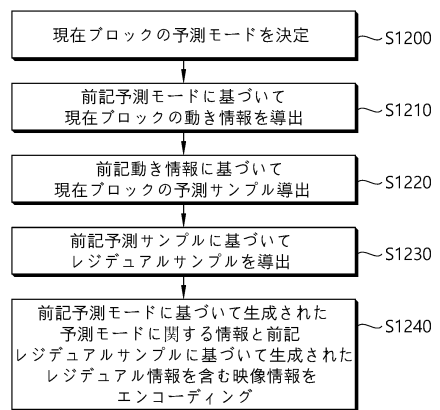 現在ブロックの予測モードを決定
S1200
前記予測モードに基づいて
現在ブロックの動き情報を導出
S1210
前記動き情報に基づいて
現在ブロックの予測サンプル導出
S1220
前記予測サンプルに基づいて
レジデュアルサンプルを導出
S1230
前記予測モードに基づいて生成された
予測モードに関する情報と前記
レジデュアルサンプルに基づいて生成された
レジデュアル情報を含む映像情報を
エンコーディング
S1240